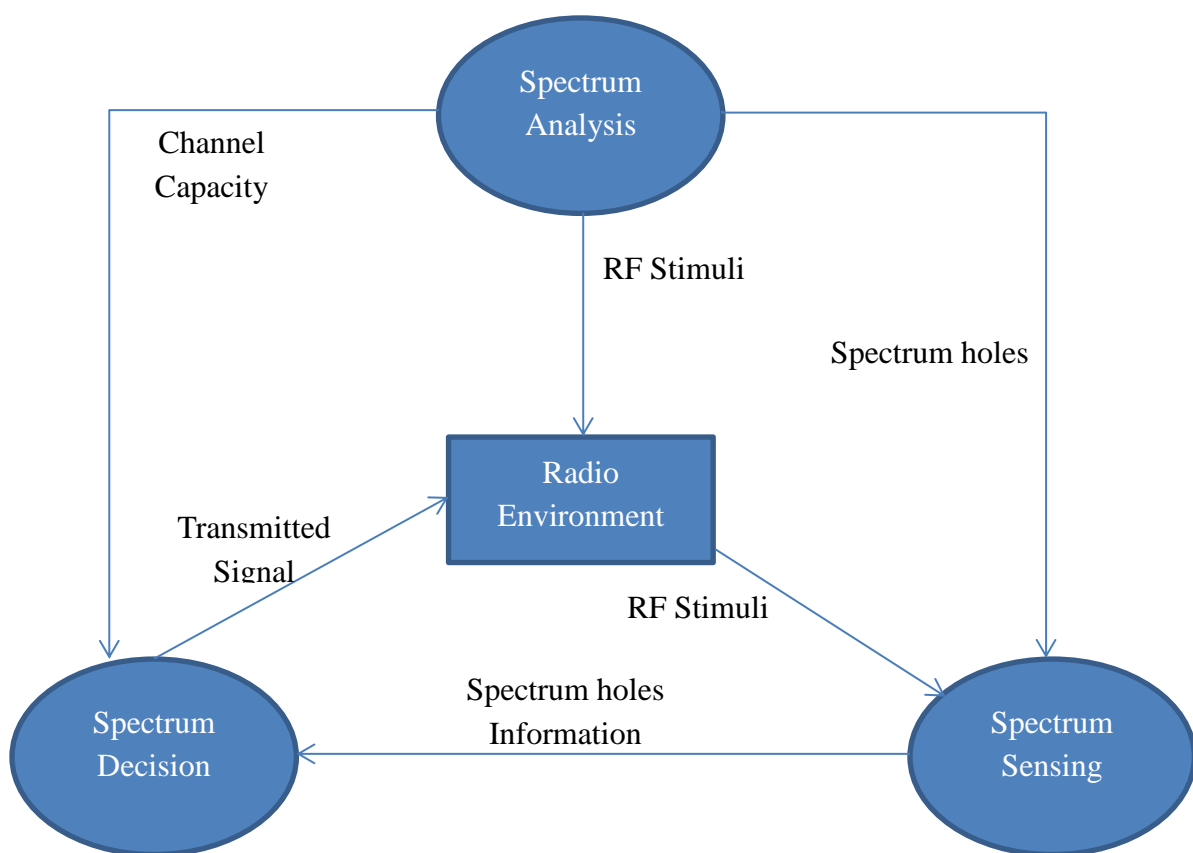 Spectrum
Analysis
Channel
Capacity
RF Stimuli
Spectrum holes
Radio
Environment
Transmitted
Signal
RF Stimuli
Spectrum holes
Information
Spectrum
Decision
Spectrum
Sensing